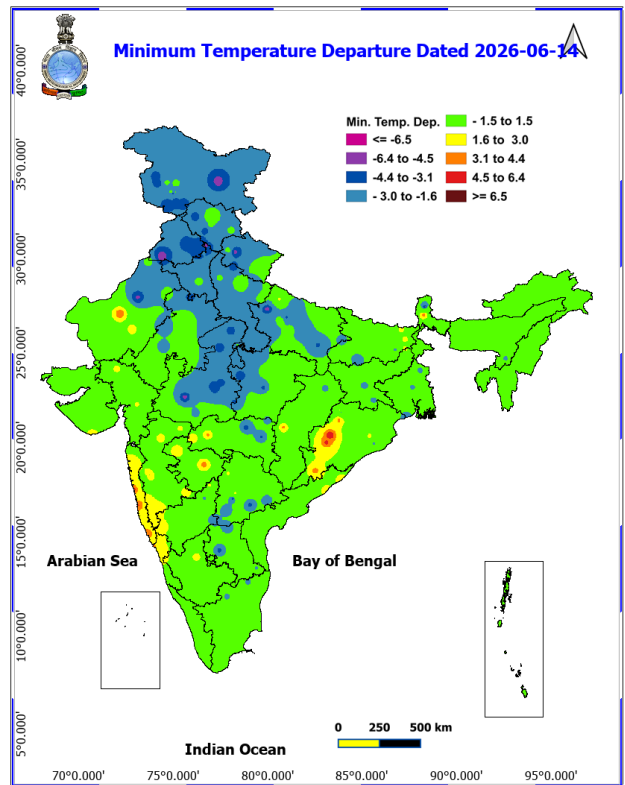 Minimum Temperature Departure Dated 2026-06-14
40°0.000'
Min. Temp. Dep.
<= -6.5
-6.4 to -4.5
-4.4 to -3.1
- 3.0 to -1.6
- 1.5 to 1.5
1.6 to 3.0
3.1 to 4.4
4.5 to 6.4
>= 6.5
35°0.000'
30°0.000'
25°0.000'
20°0.000'
15°0.000'
10°0.000'
5°0.000'
Arabian Sea
Bay of Bengal
Indian Ocean
0 250 500 km
70°0.000' 75°0.000' 80°0.000' 85°0.000' 90°0.000' 95°0.000'